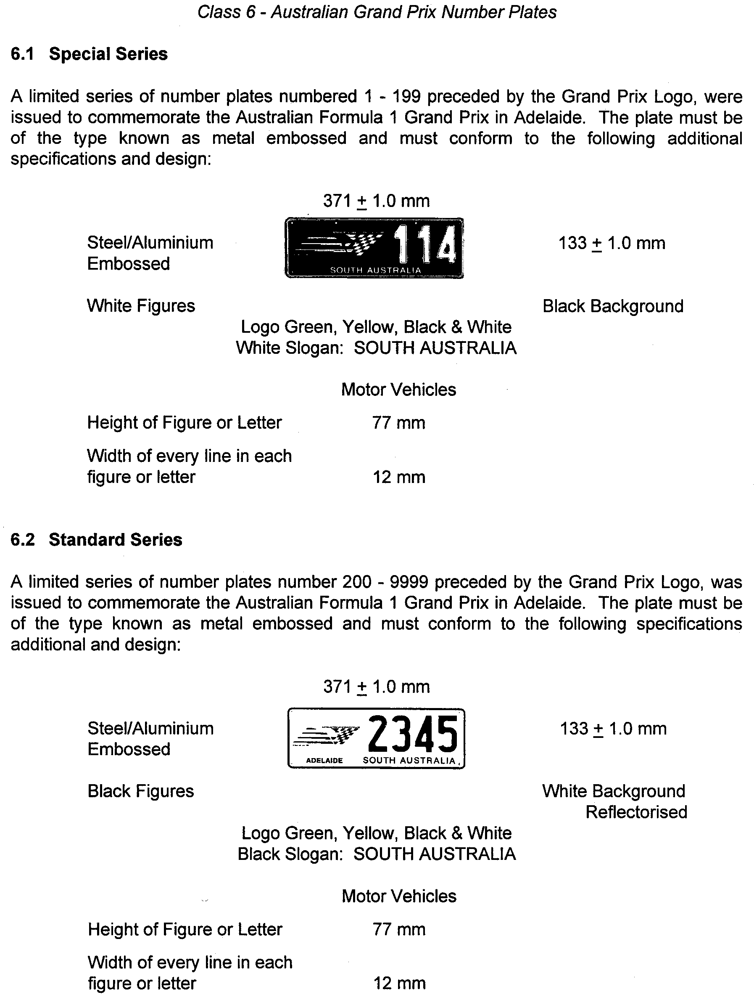 Class 6 - Australian Grand Prix Number Plates
6.1 Special Series
A limited series of number plates numbered 1 - 199 preceded by the Grand Prix Logo, were
issued to commemorate the Australian Formula 1 Grand Prix in Adelaide. The plate must be
of the type known as metal embossed and must conform to the following additional
specifications and design:
371 ± 1.0 mm
Steel/Aluminium
Embossed
114
SOUTH AUSTRALIA
133 ± 1.0 mm
White Figures
Black Background
Logo Green, Yellow, Black & White
White Slogan: SOUTH AUSTRALIA
Motor Vehicles
Height of Figure or Letter 77 mm
Width of every line in each
figure or letter 12 mm
6.2 Standard Series
A limited series of number plates number 200 - 9999 preceded by the Grand Prix Logo, was
issued to commemorate the Australian Formula 1 Grand Prix in Adelaide. The plate must be
of the type known as metal embossed and must conform to the following specifications
additional and design:
371 ± 1.0 mm
Steel/Aluminium
Embossed
2345
ADELAIDE SOUTH AUSTRALIA
133 ± 1.0 mm
Black Figures
White Background
Reflectorised
Logo Green, Yellow, Black & White
Black Slogan: SOUTH AUSTRALIA
Motor Vehicles
Height of Figure or Letter 77 mm
Width of every line in each
figure or letter 12 mm